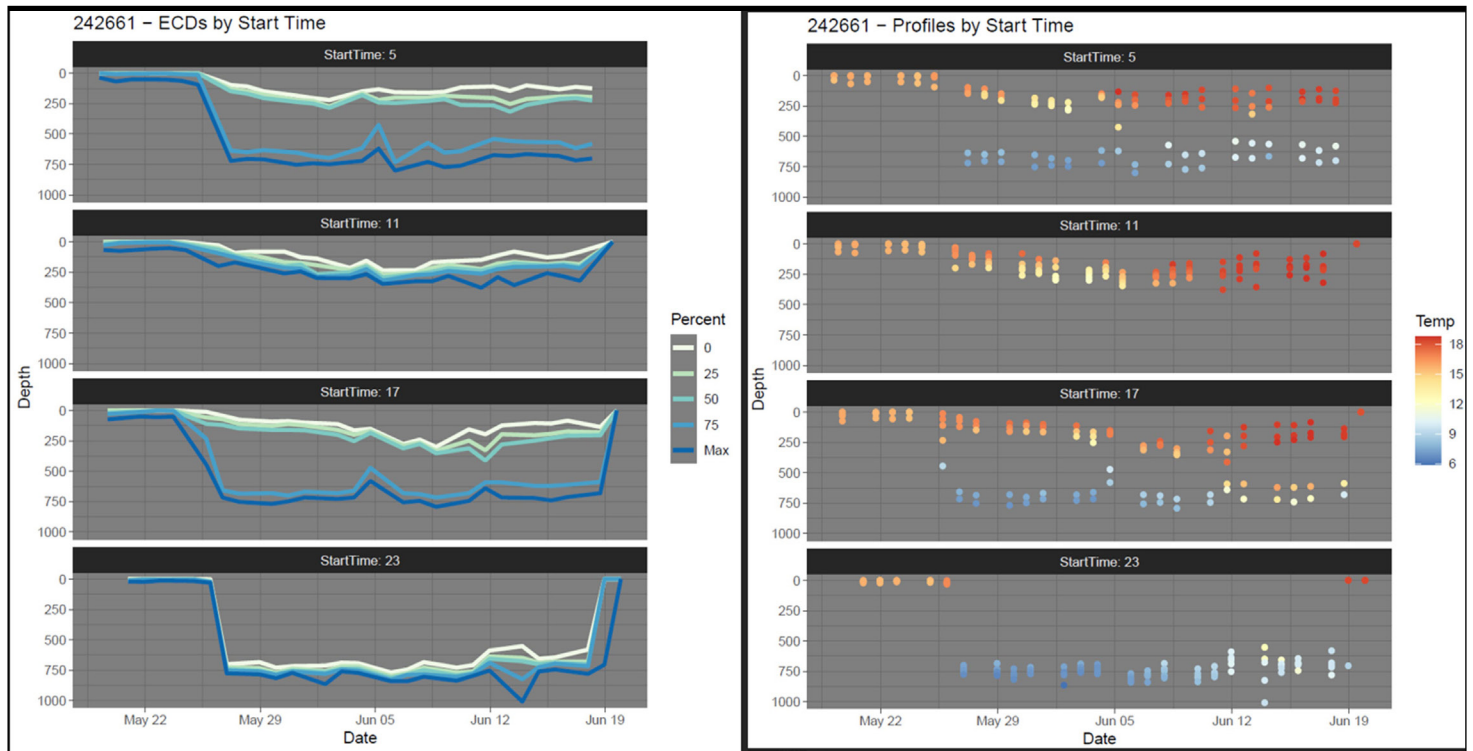 242661 – ECDs by Start Time
StartTime: 5
0
250
500
750
1000
StartTime: 11
0
250
500
750
1000
StartTime: 17
0
250
500
750
1000
StartTime: 23
0
250
500
750
1000
Depth
May 22
May 29
Jun 05
Jun 12
Jun 19
Date
Percent
0
25
50
75
Max
242661 – Profiles by Start Time
StartTime: 5
0
250
500
750
1000
StartTime: 11
0
250
500
750
1000
StartTime: 17
0
250
500
750
1000
StartTime: 23
0
250
500
750
1000
Depth
May 22
May 29
Jun 05
Jun 12
Jun 19
Date
Temp
18
15
12
9
6